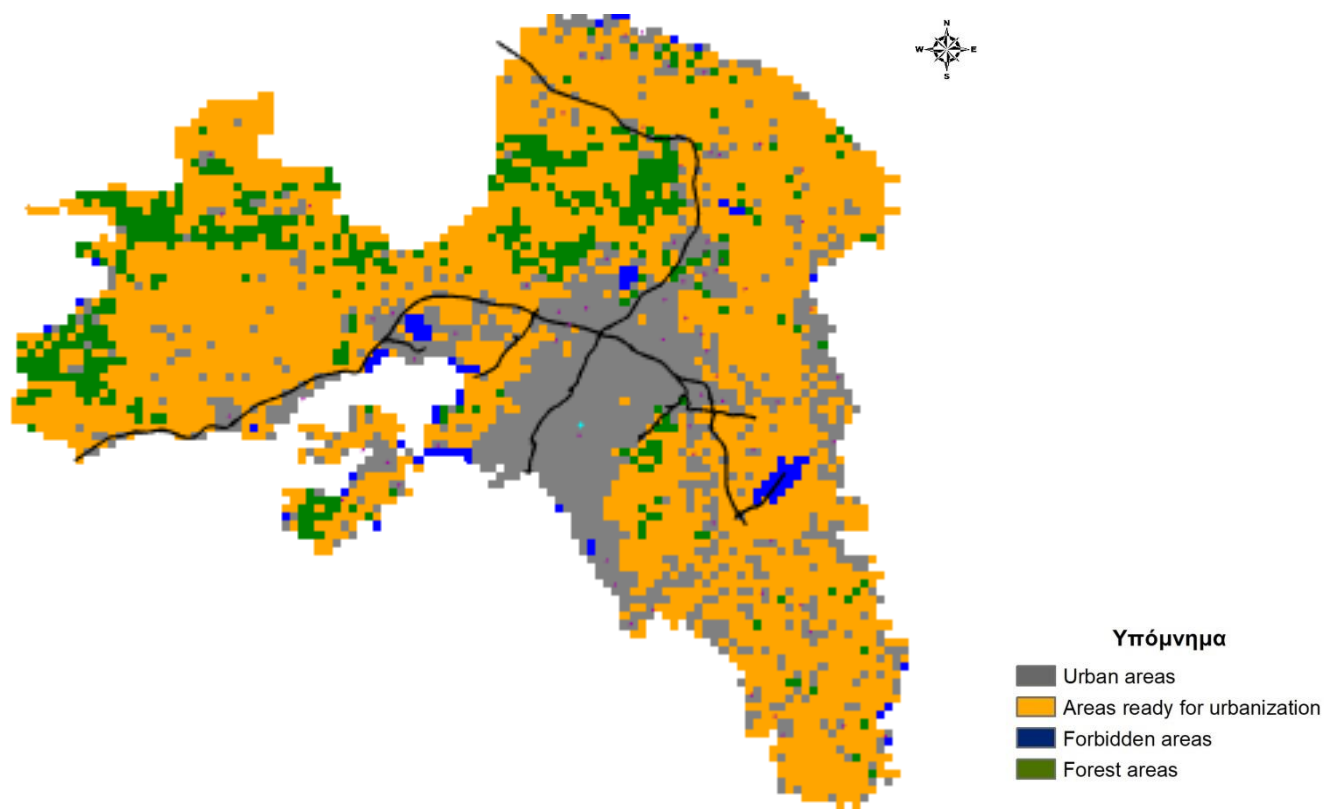 N
W E
S
Υπόμνημα
Urban areas
Areas ready for urbanization
Forbidden areas
Forest areas